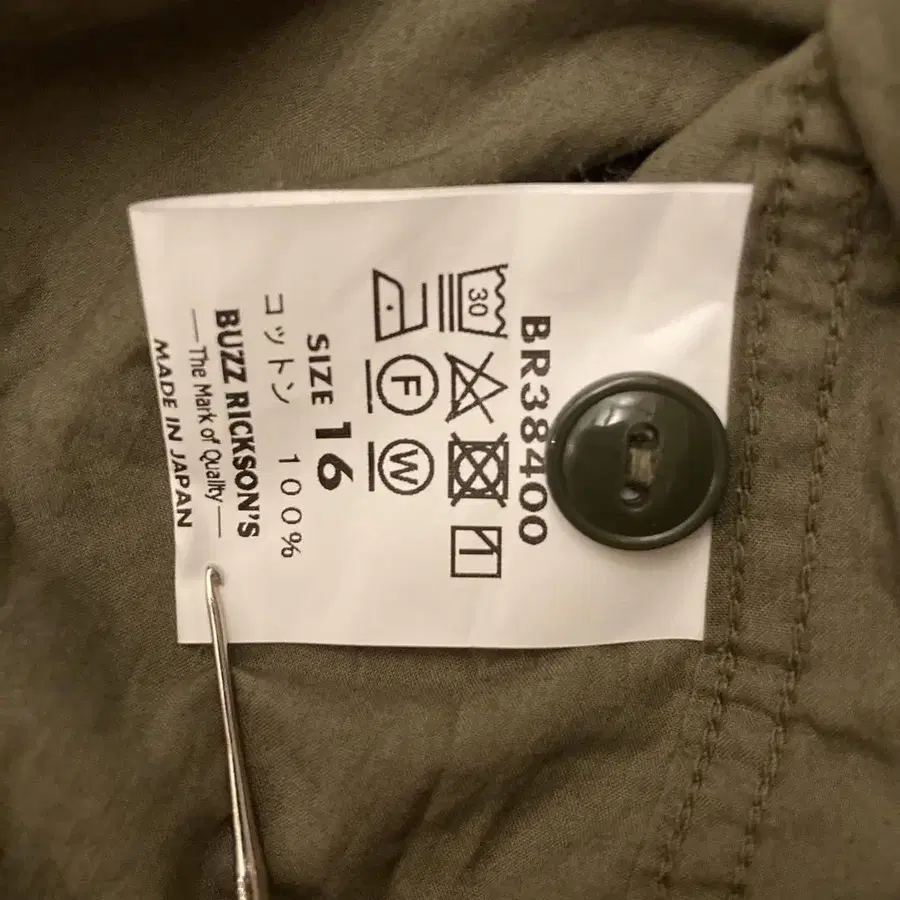 BR38400
30
F W
SIZE 16
コットン 100%
BUZZ RICKSON'S
—The Mark of Quality—
MADE IN JAPAN